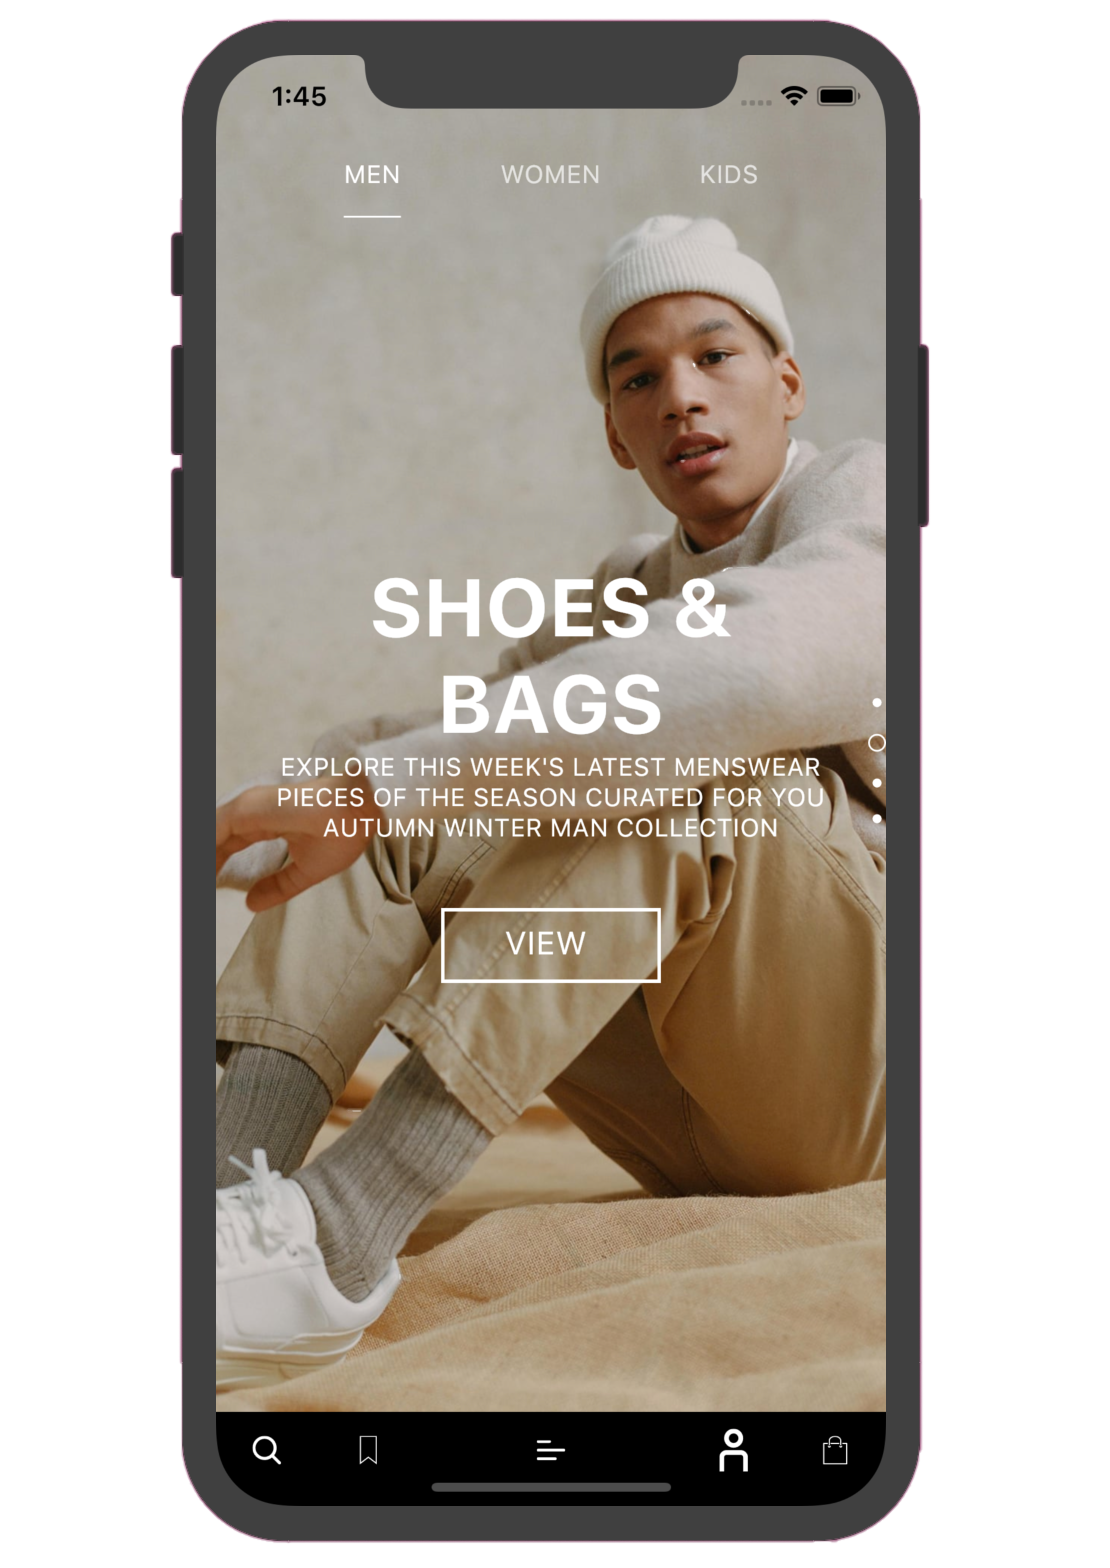 1:45
MEN WOMEN KIDS
SHOES &
BAGS
EXPLORE THIS WEEK'S LATEST MENSWEAR
PIECES OF THE SEASON CURATED FOR YOU
AUTUMN WINTER MAN COLLECTION
VIEW